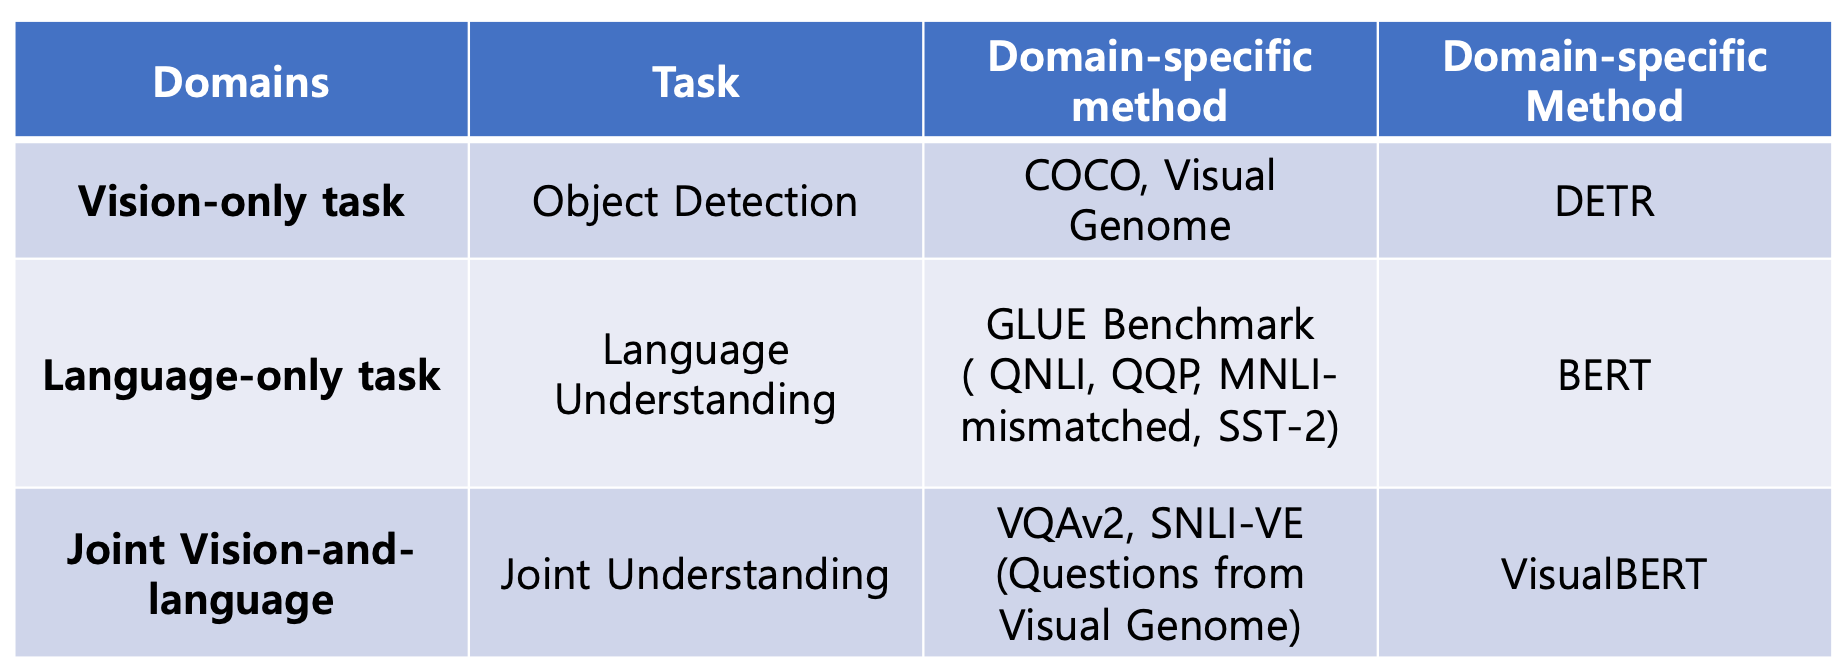 Domains
Task
Domain-specific
method
Domain-specific
Method
Vision-only task
Object Detection
COCO, Visual
Genome
DETR
Language-only task
Language
Understanding
GLUE Benchmark
( QNLI, QQP, MNLI-
mismatched, SST-2)
BERT
Joint Vision-and-
language
Joint Understanding
VQAv2, SNLI-VE
(Questions from
Visual Genome)
VisualBERT